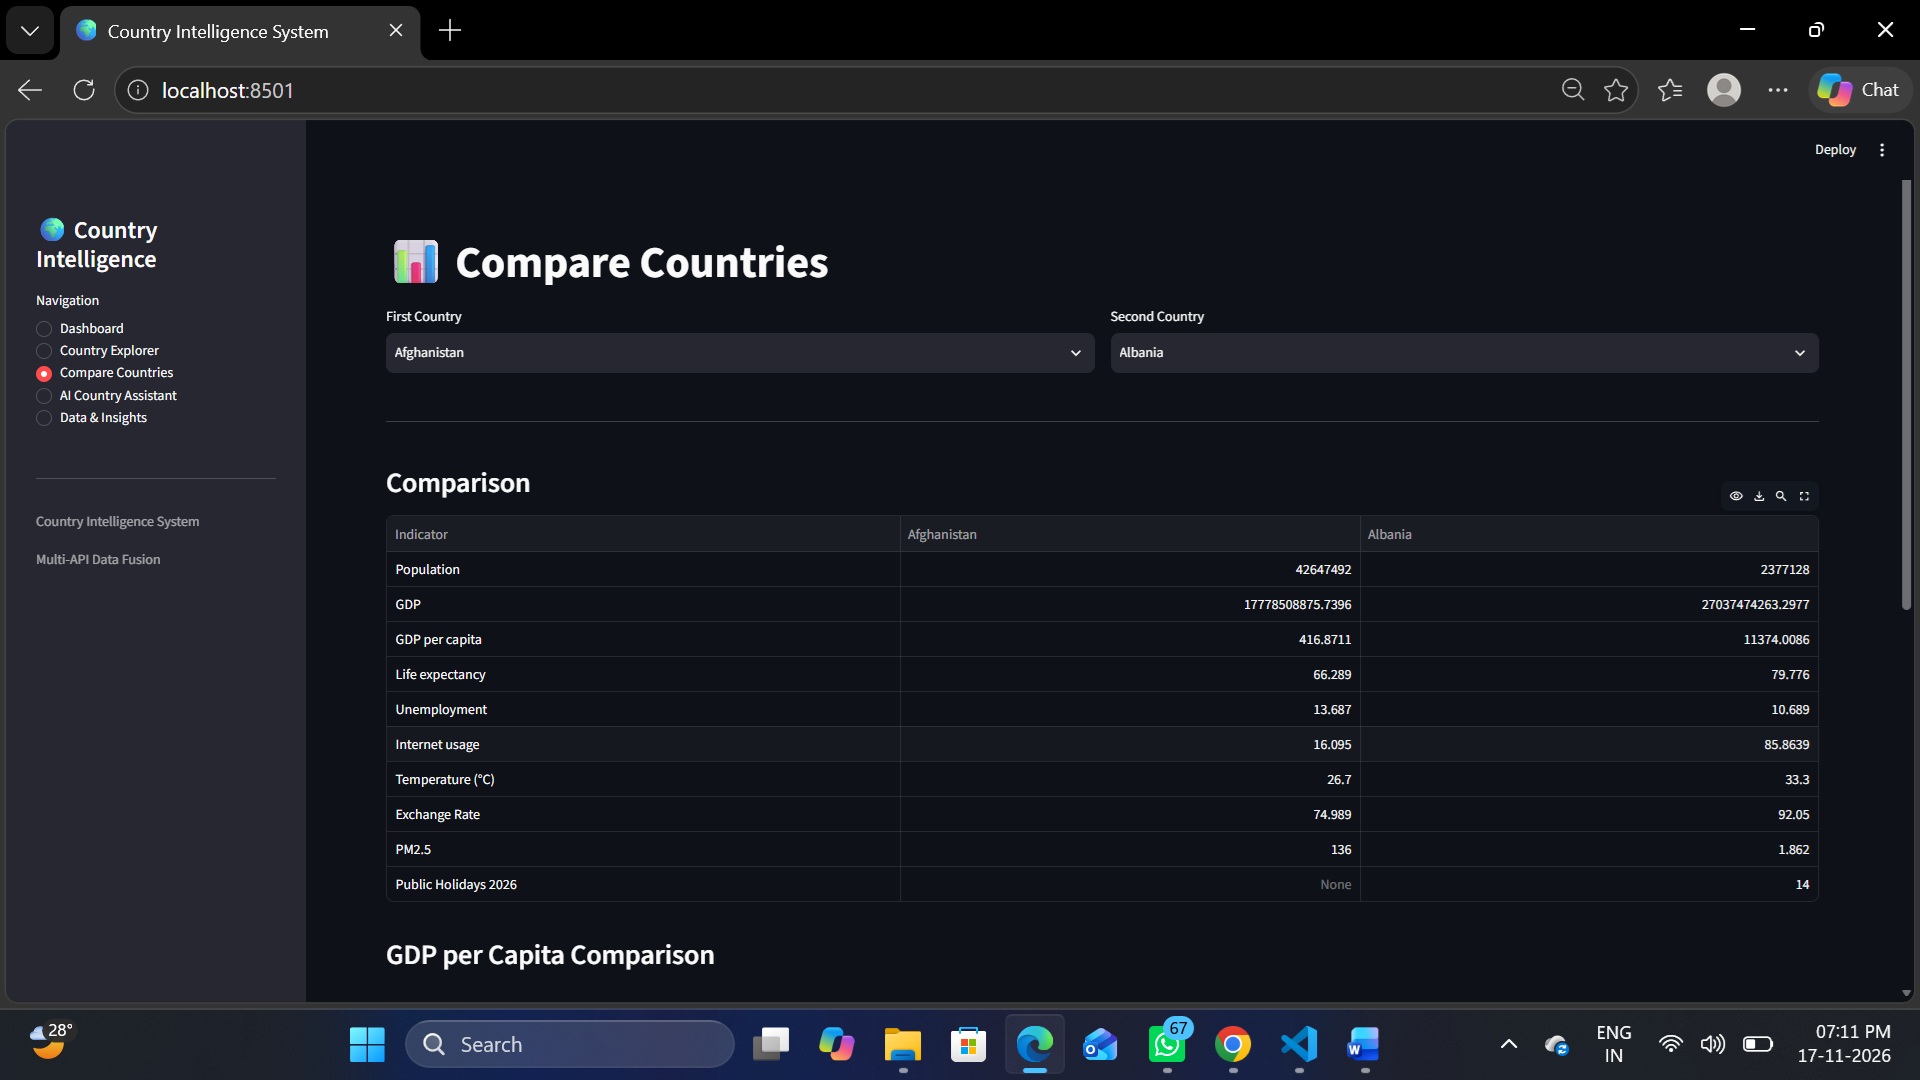 Country Intelligence System
localhost:8501
Chat
Deploy
Country
Intelligence
Navigation
Dashboard
Country Explorer
Compare Countries
AI Country Assistant
Data & Insights
Country Intelligence System
Multi-API Data Fusion
Compare Countries
First Country
Second Country
Afghanistan
Albania
Comparison
Indicator Afghanistan Albania
Population 42647492 2377128
GDP 17778508875.7396 27037474263.2977
GDP per capita 416.8711 11374.0086
Life expectancy 66.289 79.776
Unemployment 13.687 10.689
Internet usage 16.095 85.8639
Temperature (°C) 26.7 33.3
Exchange Rate 74.989 92.05
PM2.5 136 1.862
Public Holidays 2026 None 14
GDP per Capita Comparison
28°
Search
67
ENG
IN
07:11 PM
17-11-2026